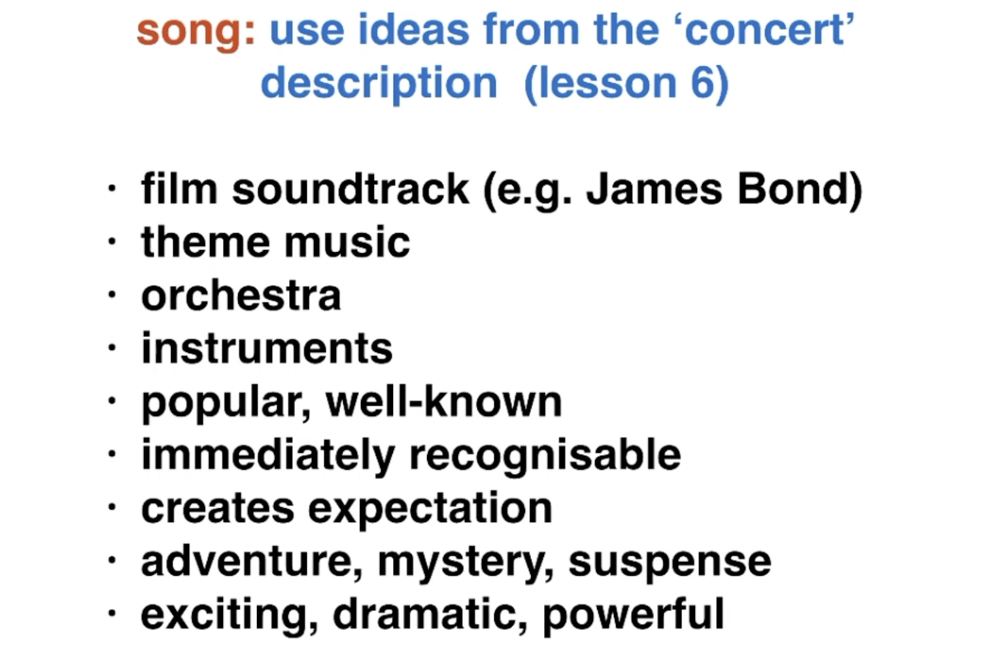 song: use ideas from the ‘concert’
description (lesson 6)
· film soundtrack (e.g. James Bond)
· theme music
· orchestra
· instruments
· popular, well-known
· immediately recognisable
· creates expectation
· adventure, mystery, suspense
· exciting, dramatic, powerful